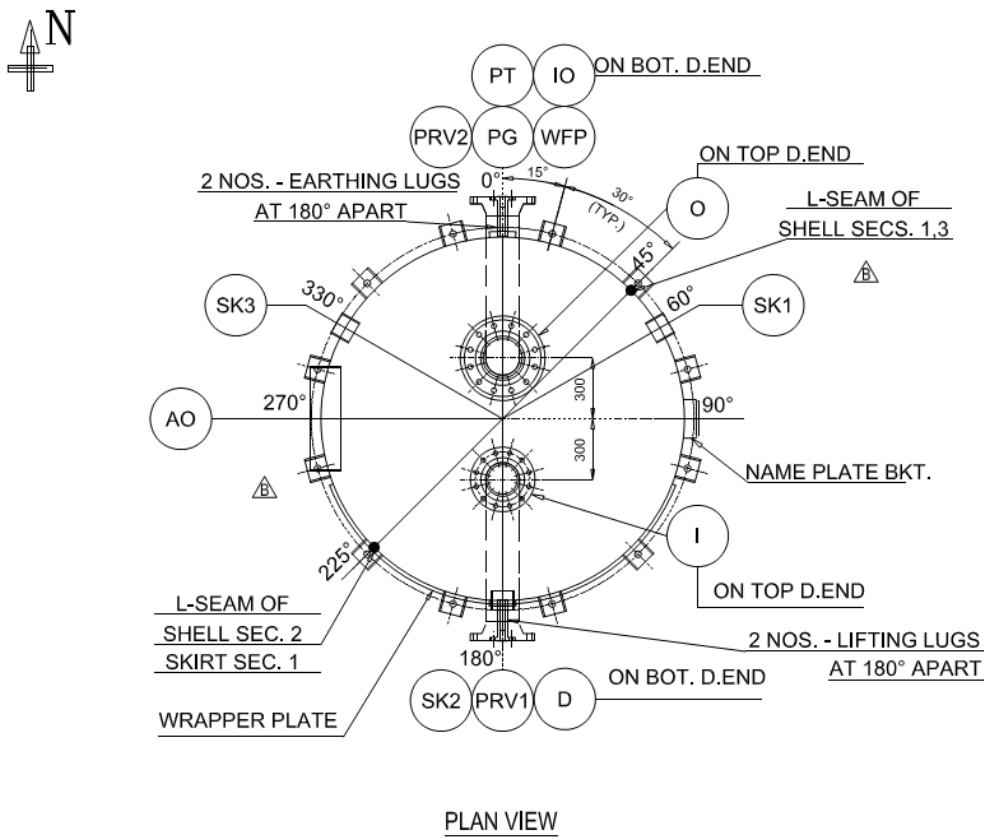 N
PT IO ON BOT. D.END
PRV2 PG WFP
ON TOP D.END
2 NOS. - EARTHING LUGS
AT 180° APART
0°
15°
30°
(TYP.)
O
L-SEAM OF
SHELL SECS. 1,3
B
45°
SK3
330°
60°
SK1
300
AO
270°
90°
300
NAME PLATE BKT.
B
I
225°
ON TOP D.END
L-SEAM OF
SHELL SEC. 2
SKIRT SEC. 1
2 NOS. - LIFTING LUGS
AT 180° APART
180°
SK2 PRV1 D ON BOT. D.END
WRAPPER PLATE
PLAN VIEW